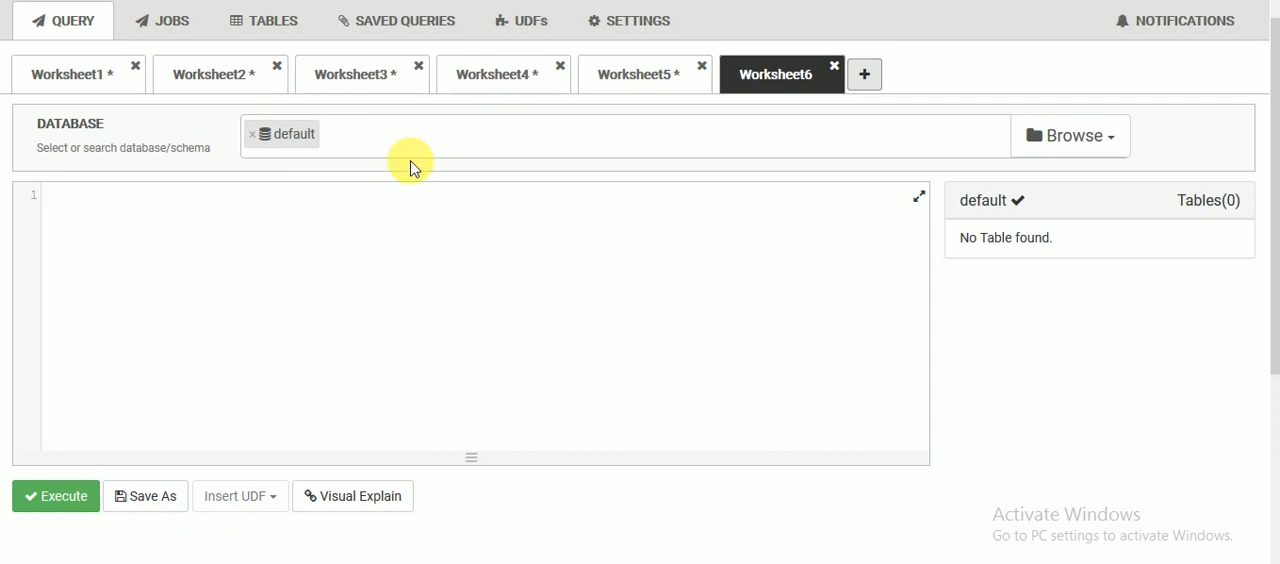 QUERY JOBS TABLES SAVED QUERIES UDFs SETTINGS NOTIFICATIONS
Worksheet1 * Worksheet2 * Worksheet3 * Worksheet4 * Worksheet5 * Worksheet6
DATABASE
Select or search database/schema
× default
Browse
1
default Tables(0)
No Table found.
Execute Save As Insert UDF Visual Explain
Activate Windows
Go to PC settings to activate Windows.